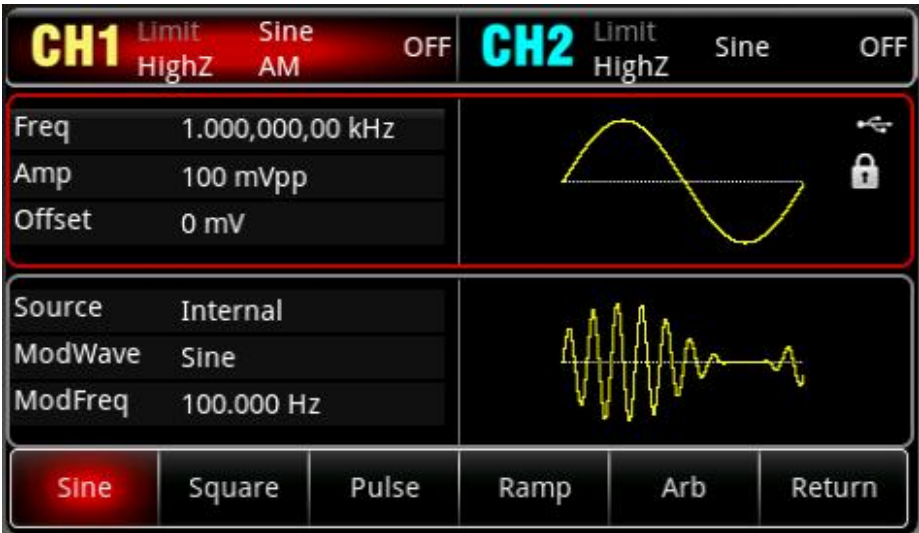 CH1 Limit Sine OFF CH2 Limit Sine OFF
HighZ AM HighZ
Freq 1.000,000,00 kHz
Amp 100 mVpp
Offset 0 mV
Source Internal
ModWave Sine
ModFreq 100.000 Hz
Sine Square Pulse Ramp Arb Return